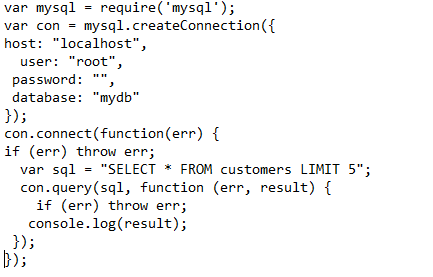 var mysql = require('mysql');
var con = mysql.createConnection({
host: "localhost",
  user: "root",
 password: "",
 database: "mydb"
});
con.connect(function(err) {
if (err) throw err;
  var sql = "SELECT * FROM customers LIMIT 5";
  con.query(sql, function (err, result) {
    if (err) throw err;
   console.log(result);
 });
});